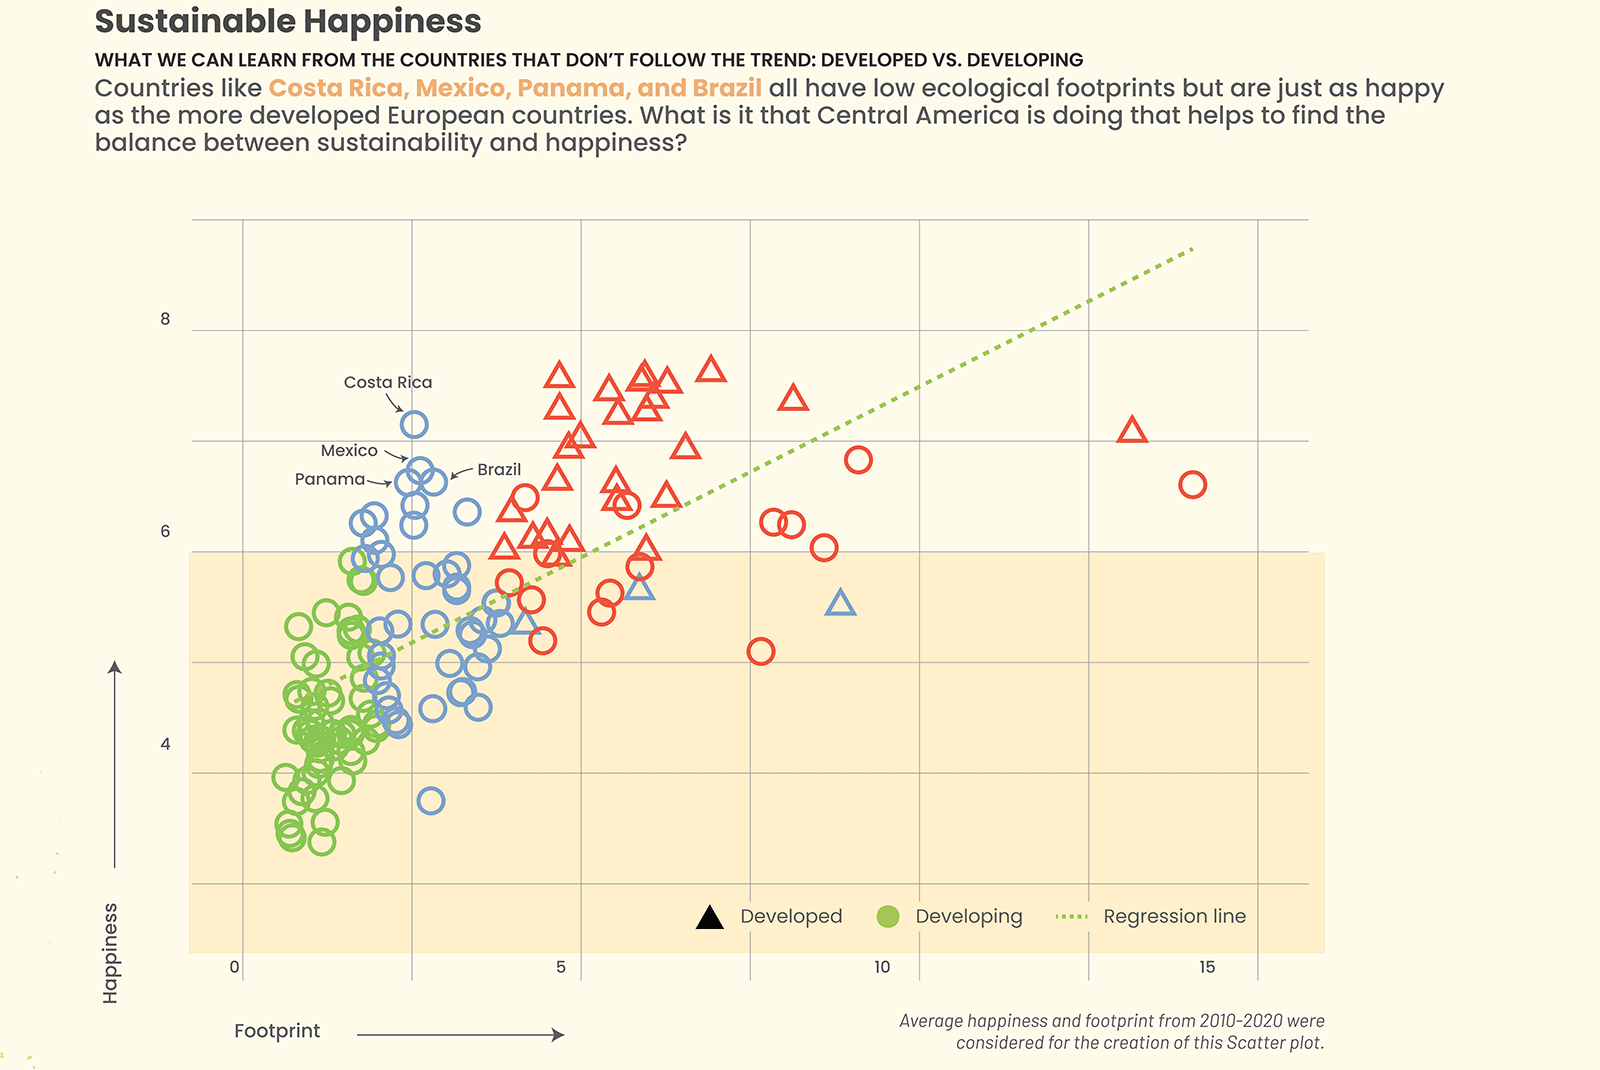 Sustainable Happiness
WHAT WE CAN LEARN FROM THE COUNTRIES THAT DON'T FOLLOW THE TREND: DEVELOPED VS. DEVELOPING
Countries like Costa Rica, Mexico, Panama, and Brazil all have low ecological footprints but are just as happy
as the more developed European countries. What is it that Central America is doing that helps to find the
balance between sustainability and happiness?
8
Costa Rica
Mexico
Brazil
Panama
6
4
Happiness
Developed
Developing
Regression line
0
5
10
15
Footprint
Average happiness and footprint from 2010-2020 were
considered for the creation of this Scatter plot.